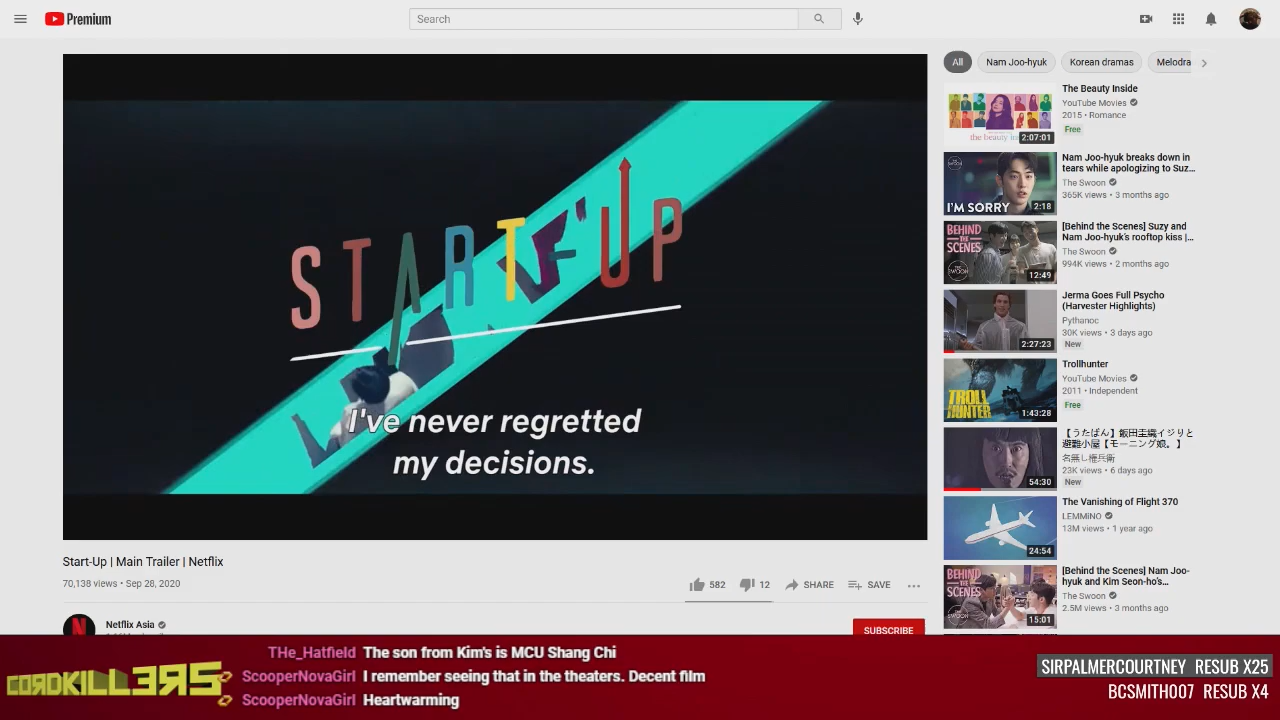 Premium
Search
START-UP
I've never regretted
my decisions.
Start-Up | Main Trailer | Netflix
70,138 views • Sep 28, 2020
582
12
SHARE
SAVE
N
Netflix Asia
SUBSCRIBE
All
Nam Joo-hyuk
Korean dramas
Melodra
the beauty in
2:07:01
The Beauty Inside
YouTube Movies
2015 • Romance
Free
I'M SORRY
2:18
Nam Joo-hyuk breaks down in
tears while apologizing to Suz...
The Swoon
365K views • 3 months ago
BEHIND
THE
SCENES
12:49
[Behind the Scenes] Suzy and
Nam Joo-hyuk's rooftop kiss |...
The Swoon
994K views • 2 months ago
2:27:23
Jerma Goes Full Psycho
(Harvester Highlights)
Pythanoc
30K views • 3 days ago
New
TROLL
HUNTER
1:43:28
Trollhunter
YouTube Movies
2011 • Independent
Free
54:30
【うたばん】飯田圭織イジりと
避難小屋【モーニング娘。】
名無し権兵衛
23K views • 6 days ago
New
24:54
The Vanishing of Flight 370
LEMMiNO
13M views • 1 year ago
BEHIND
THE
SCENES
15:01
[Behind the Scenes] Nam Joo-
hyuk and Kim Seon-ho's...
The Swoon
2.5M views • 3 months ago
CORDKILL3RS
THe_Hatfield The son from Kim's is MCU Shang Chi
ScooperNovaGirl I remember seeing that in the theaters. Decent film
ScooperNovaGirl Heartwarming
SIRPALMERCOURTNEY RESUB X25
BCSMITH007 RESUB X4